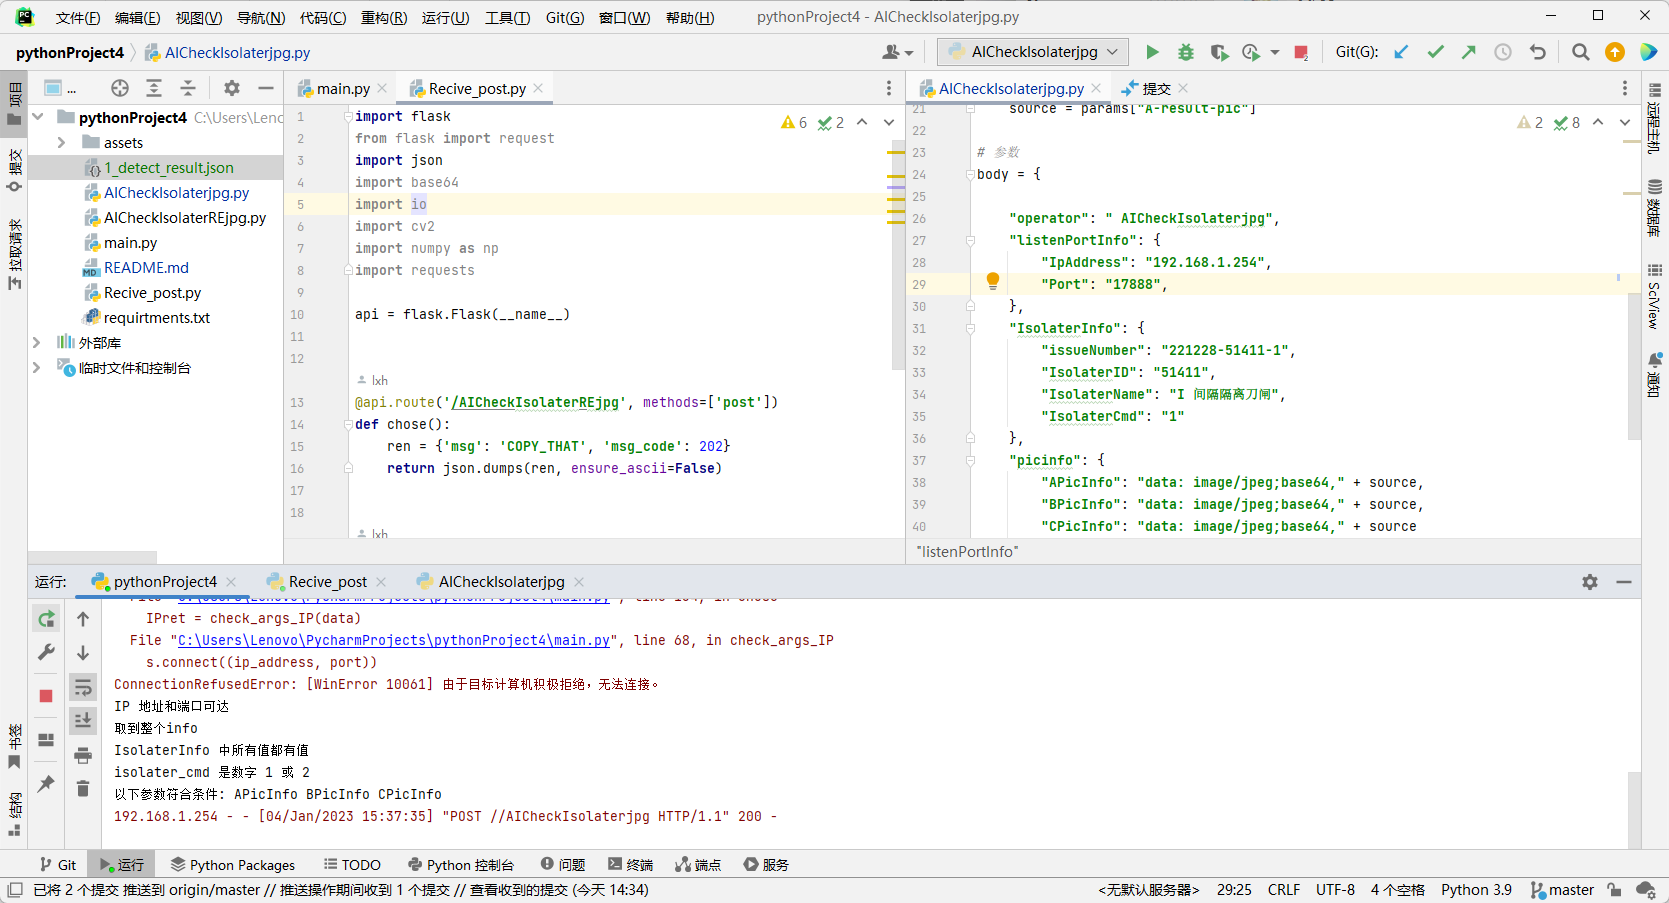 文件(F) 编辑(E) 视图(V) 导航(N) 代码(C) 重构(R) 运行(U) 工具(T) Git(G) 窗口(W) 帮助(H) pythonProject4 - AICheckIsolaterjpg.py
pythonProject4 AICheckIsolaterjpg.py AICheckIsolaterjpg Git(G):
项目
提交
拉取请求
书签
结构
...
pythonProject4 C:\Users\Lenc
assets
1_detect_result.json
AICheckIsolaterjpg.py
AICheckIsolaterREjpg.py
main.py
README.md
Recive_post.py
requirtments.txt
外部库
临时文件和控制台
main.py Recive_post.py
6 2
1 import flask
2 from flask import request
3 import json
4 import base64
5 import io
6 import cv2
7 import numpy as np
8 import requests
9
10 api = flask.Flask(__name__)
11
12
lxh
13 @api.route('/AICheckIsolaterREjpg', methods=['post'])
14 def chose():
15 ren = {'msg': 'COPY_THAT', 'msg_code': 202}
16 return json.dumps(ren, ensure_ascii=False)
17
18
lxh
AICheckIsolaterjpg.py 提交
2 8
21 source = params["A-result-pic"]
22
23 # 参数
24 body = {
25
26 "operator": " AICheckIsolaterjpg",
27 "listenPortInfo": {
28 "IpAddress": "192.168.1.254",
29 "Port": "17888",
30 },
31 "IsolaterInfo": {
32 "issueNumber": "221228-51411-1",
33 "IsolaterID": "51411",
34 "IsolaterName": "I 间隔隔离刀闸",
35 "IsolaterCmd": "1"
36 },
37 "picinfo": {
38 "APicInfo": "data: image/jpeg;base64," + source,
39 "BPicInfo": "data: image/jpeg;base64," + source,
40 "CPicInfo": "data: image/jpeg;base64," + source
"listenPortInfo"
远程主机
数据库
SciView
通知
运行: pythonProject4 Recive_post AICheckIsolaterjpg
IPret = check_args_IP(data)
File "C:\Users\Lenovo\PycharmProjects\pythonProject4\main.py", line 68, in check_args_IP
s.connect((ip_address, port))
ConnectionRefusedError: [WinError 10061] 由于目标计算机积极拒绝，无法连接。
IP 地址和端口可达
取到整个info
IsolaterInfo 中所有值都有值
isolater_cmd 是数字 1 或 2
以下参数符合条件: APicInfo BPicInfo CPicInfo
192.168.1.254 - - [04/Jan/2023 15:37:35] "POST //AICheckIsolaterjpg HTTP/1.1" 200 -
Git 运行 Python Packages TODO Python 控制台 问题 终端 端点 服务
已将 2 个提交 推送到 origin/master // 推送操作期间收到 1 个提交 // 查看收到的提交 (今天 14:34) <无默认服务器> 29:25 CRLF UTF-8 4 个空格 Python 3.9 master